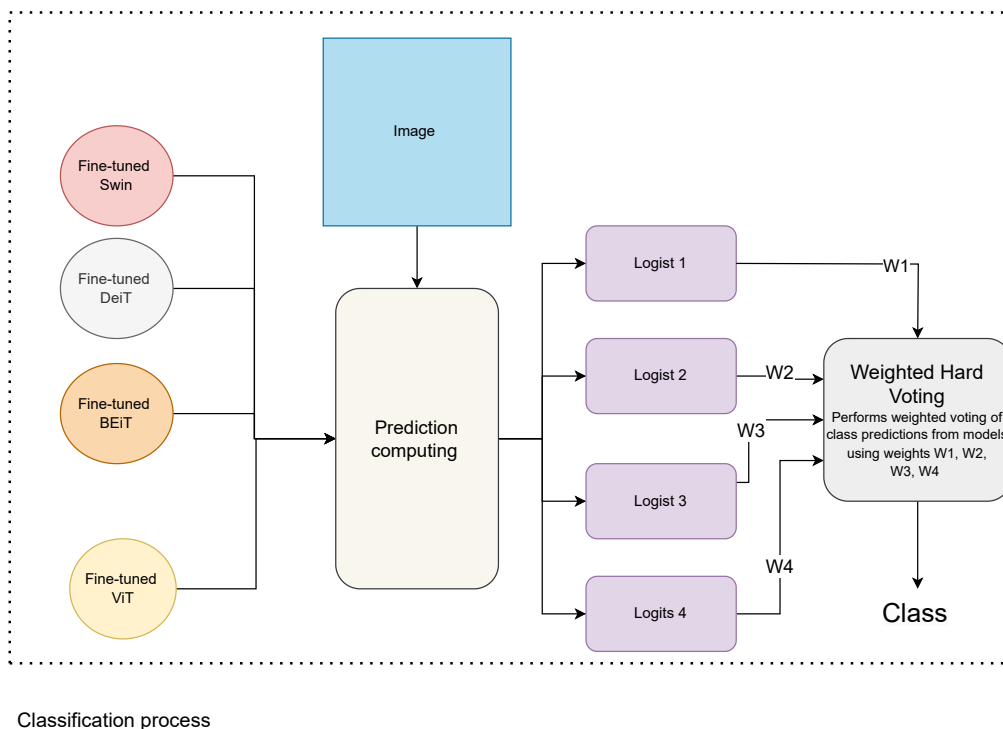 Image
Fine-tuned
Swin
Fine-tuned
DeiT
Fine-tuned
BEiT
Fine-tuned
ViT
Prediction
computing
Logist 1
Logist 2
Logist 3
Logits 4
W1
W2
W3
W4
Weighted Hard
Voting
Performs weighted voting of
class predictions from models
using weights W1, W2,
W3, W4
Class
Classification process